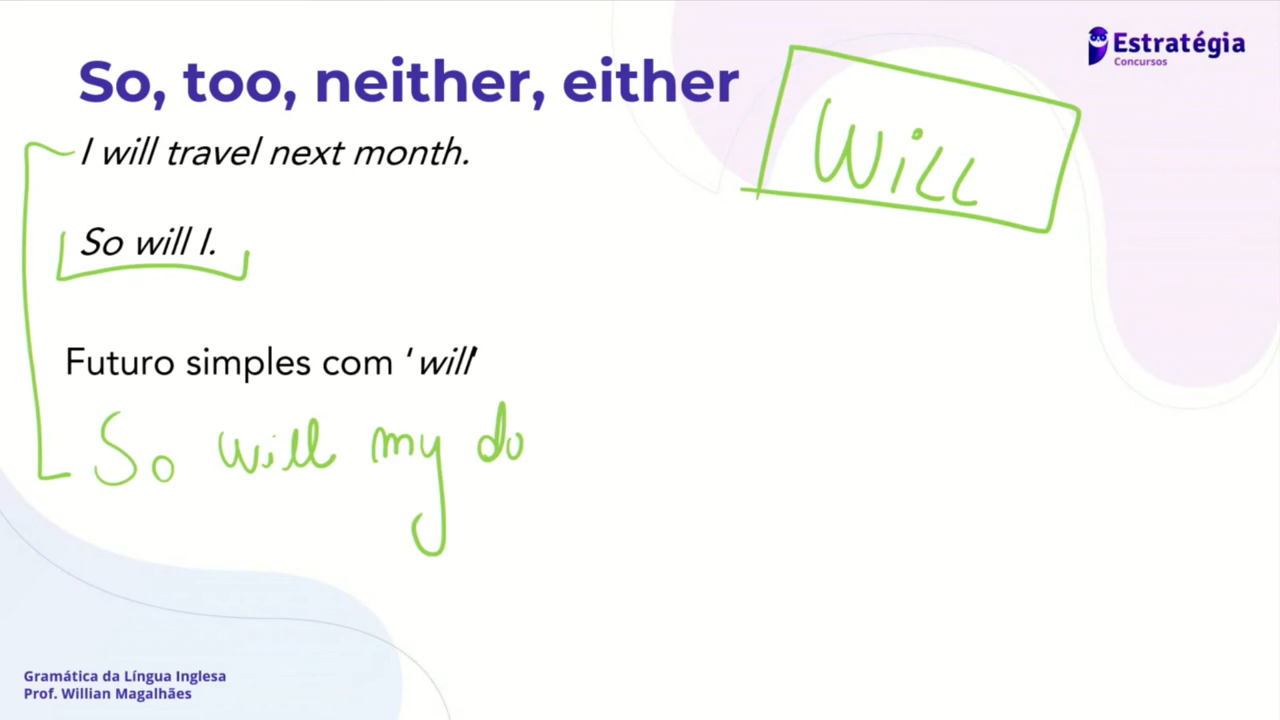 So, too, neither, either
Estratégia
Concursos
Will
I will travel next month.
So will I.
Futuro simples com 'will'
So will my do
Gramática da Língua Inglesa
Prof. Willian Magalhães